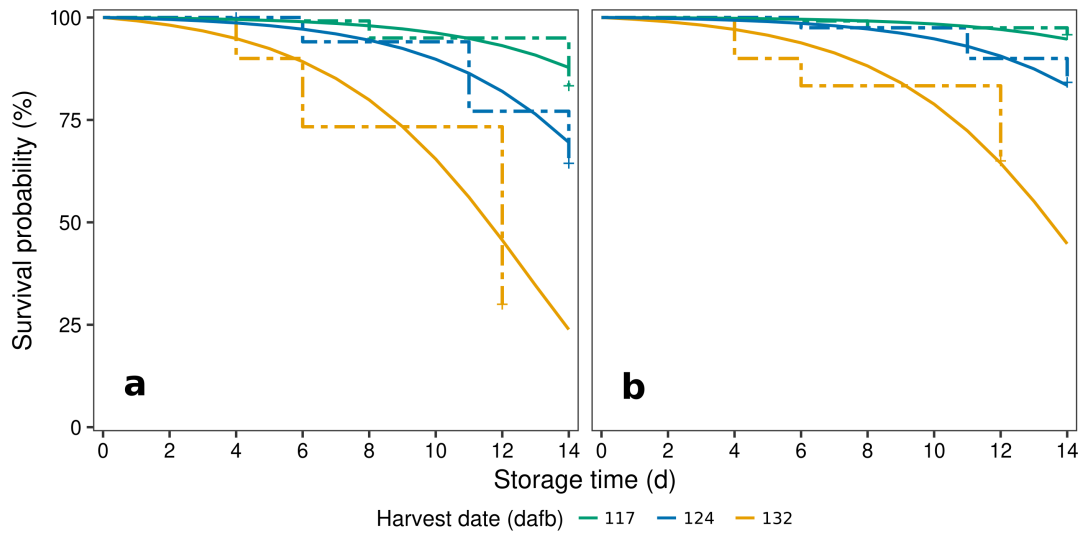 Survival probability (%)
100
75
50
25
0
a
b
0 2 4 6 8 10 12 14
0 2 4 6 8 10 12 14
Storage time (d)
Harvest date (dafb) 117 124 132